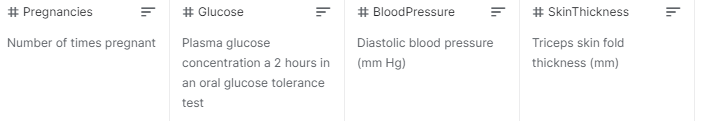 # Pregnancies
Number of times pregnant
# Glucose
Plasma glucose
concentration a 2 hours in
an oral glucose tolerance
test
# BloodPressure
Diastolic blood pressure
(mm Hg)
# SkinThickness
Triceps skin fold
thickness (mm)